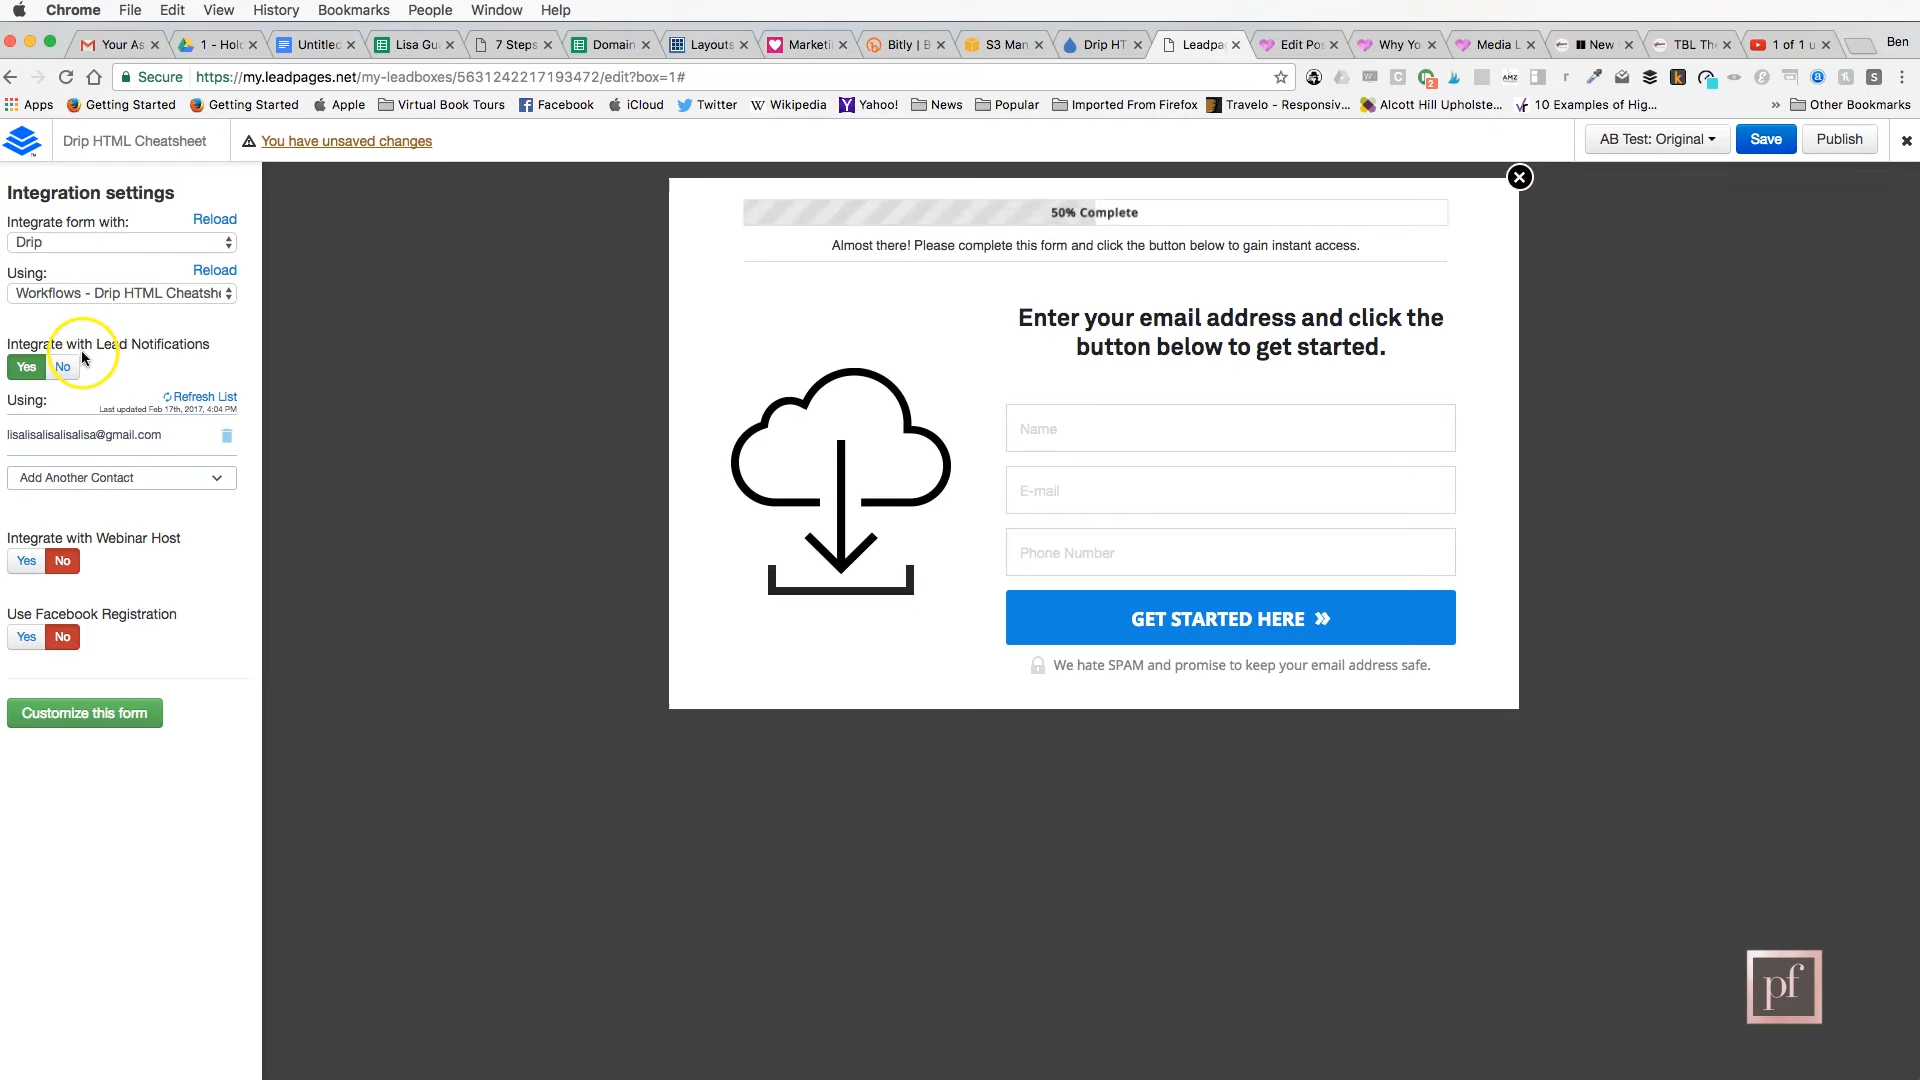 Chrome File Edit View History Bookmarks People Window Help
Your As 1 - Hol Untitled Lisa Gu 7 Steps Domain Layouts Marketi Bitly | B S3 Man Drip HT Leadpa Edit Po Why Yo Media L New TBL The 1 of 1 u Ben
Secure https://my.leadpages.net/my-leadboxes/5631242217193472/edit?box=1#
Apps Getting Started Getting Started Apple Virtual Book Tours Facebook iCloud Twitter Wikipedia Yahoo! News Popular Imported From Firefox Travelo - Responsiv... Alcott Hill Upholste... 10 Examples of Hig... » Other Bookmarks
Drip HTML Cheatsheet You have unsaved changes AB Test: Original Save Publish
Integration settings
Integrate form with: Reload
Drip
Using: Reload
Workflows - Drip HTML Cheatshe
Integrate with Lead Notifications
Yes No
Using: Refresh List
Last updated Feb 17th, 2017, 4:04 PM
lisalisalisalisalisa@gmail.com
Add Another Contact
Integrate with Webinar Host
Yes No
Use Facebook Registration
Yes No
Customize this form
50% Complete
Almost there! Please complete this form and click the button below to gain instant access.
Enter your email address and click the
button below to get started.
Name
E-mail
Phone Number
GET STARTED HERE »
We hate SPAM and promise to keep your email address safe.
pf